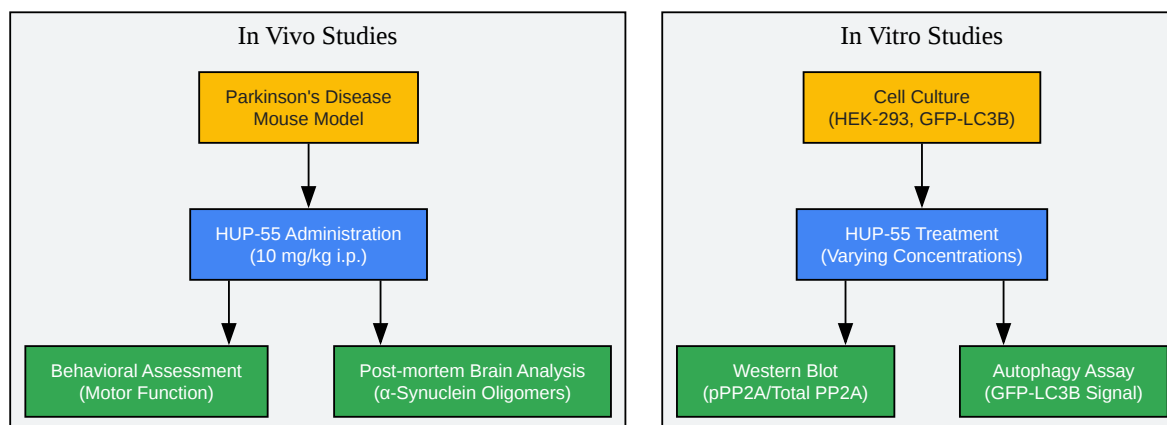 In Vivo Studies
Parkinson's Disease
Mouse Model
HUP-55 Administration
(10 mg/kg i.p.)
Behavioral Assessment
(Motor Function)
Post-mortem Brain Analysis
(α-Synuclein Oligomers)
In Vitro Studies
Cell Culture
(HEK-293, GFP-LC3B)
HUP-55 Treatment
(Varying Concentrations)
Western Blot
(pPP2A/Total PP2A)
Autophagy Assay
(GFP-LC3B Signal)